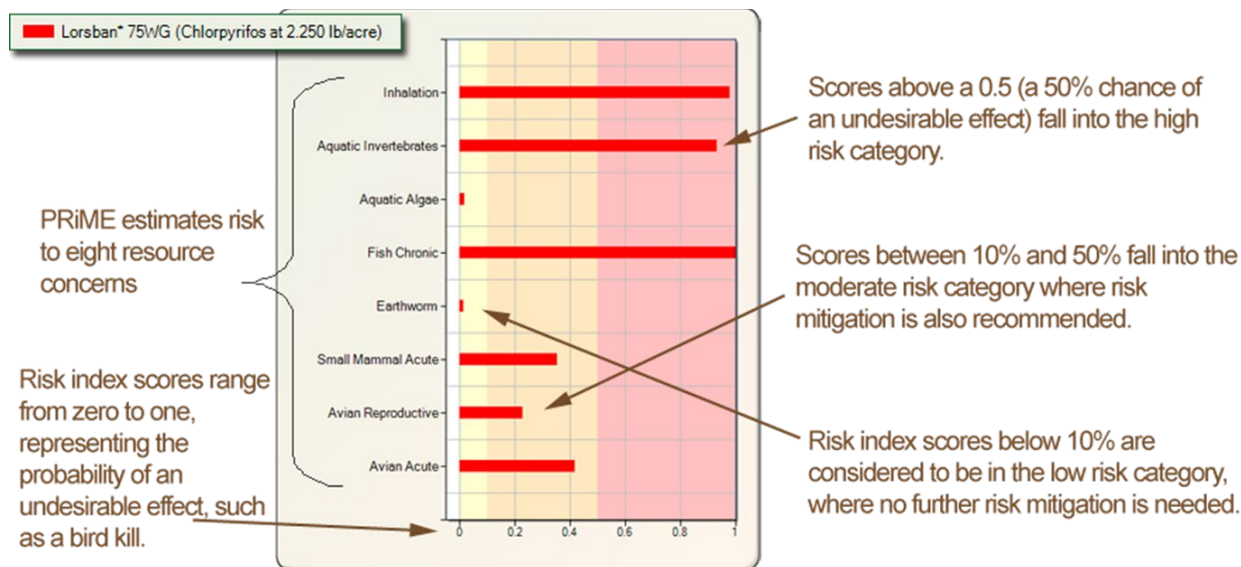 Lorsban* 75WG (Chlorpyrifos at 2.250 lb/acre)
Inhalation
Aquatic Invertebrates
Aquatic Algae
Fish Chronic
Earthworm
Small Mammal Acute
Avian Reproductive
Avian Acute
0 0.2 0.4 0.6 0.8 1
PRiME estimates risk
to eight resource
concerns
Risk index scores range
from zero to one,
representing the
probability of an
undesirable effect, such
as a bird kill.
Scores above a 0.5 (a 50% chance of
an undesirable effect) fall into the high
risk category.
Scores between 10% and 50% fall into the
moderate risk category where risk
mitigation is also recommended.
Risk index scores below 10% are
considered to be in the low risk category,
where no further risk mitigation is needed.